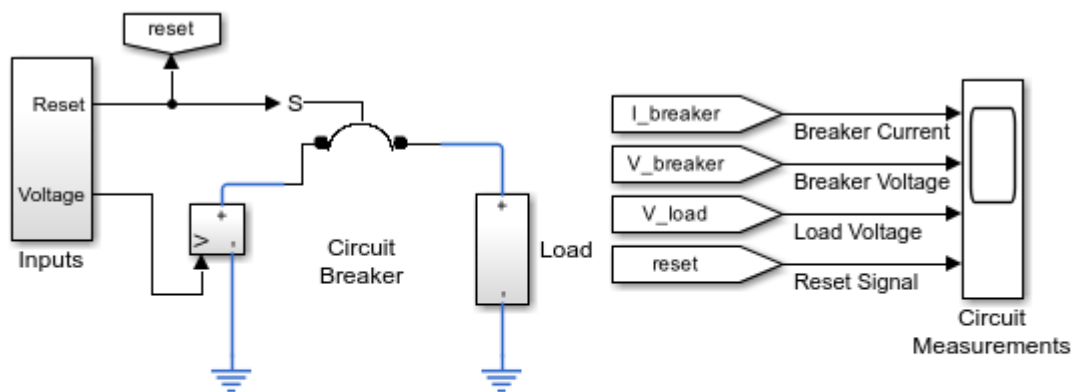 reset
Reset
Voltage
Inputs
S
>
+
-
Circuit
Breaker
+
-
Load
I_breaker
V_breaker
V_load
reset
Breaker Current
Breaker Voltage
Load Voltage
Reset Signal
Circuit
Measurements